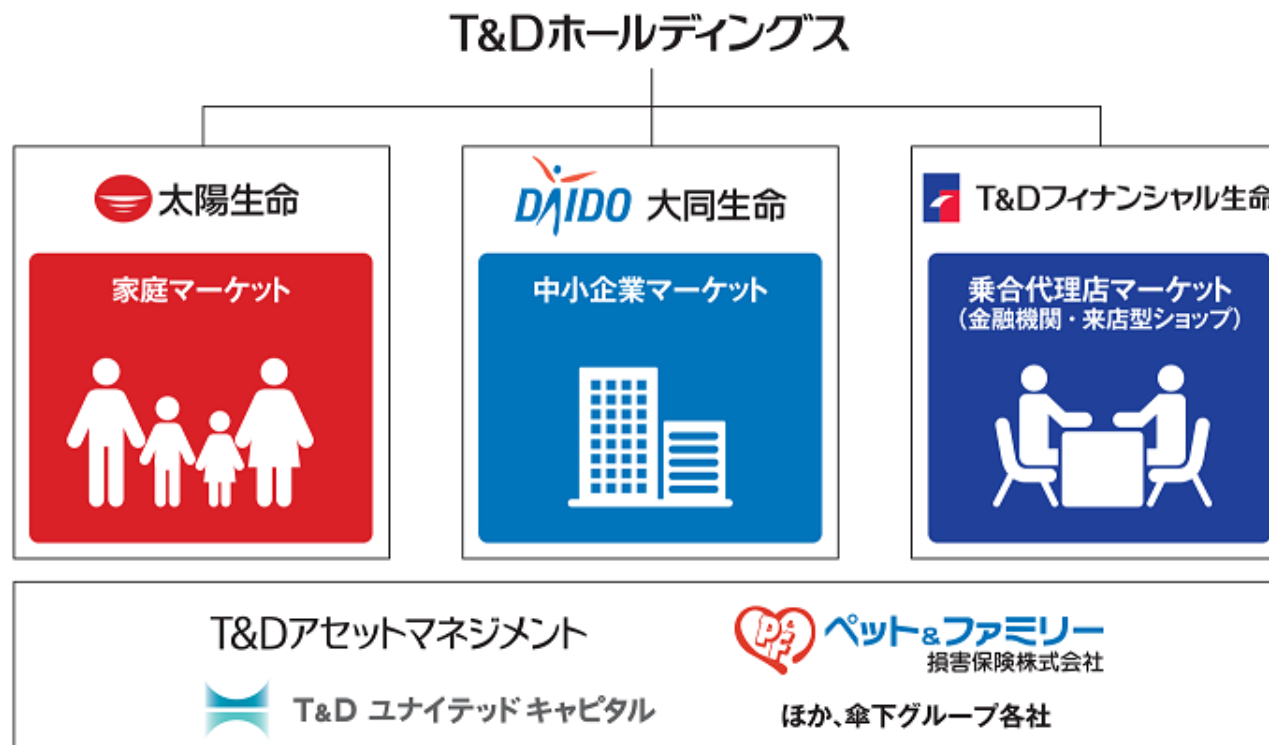 T&Dホールディングス
太陽生命
家庭マーケット
DAIDO 大同生命
中小企業マーケット
T&Dフィナンシャル生命
乗合代理店マーケット
(金融機関・来店型ショップ)
T&Dアセットマネジメント
PF ペット&ファミリー
損害保険株式会社
T&D ユナイテッド キャピタル
ほか、傘下グループ各社